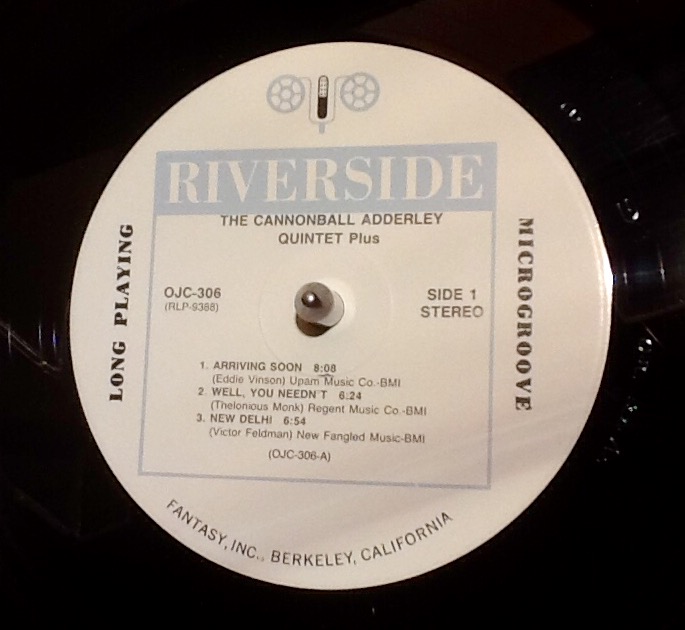 RIVERSIDE
THE CANNONBALL ADDERLEY
QUINTET Plus
LONG PLAYING
MICROGROOVE
OJC-306
(RLP-9388)
SIDE 1
STEREO
1. ARRIVING SOON 8:08
(Eddie Vinson) Upam Music Co.-BMI
2. WELL, YOU NEEDN'T 6:24
(Thelonious Monk) Regent Music Co.-BMI
3. NEW DELHI 6:54
(Victor Feldman) New Fangled Music-BMI
(OJC-306-A)
FANTASY, INC., BERKELEY, CALIFORNIA